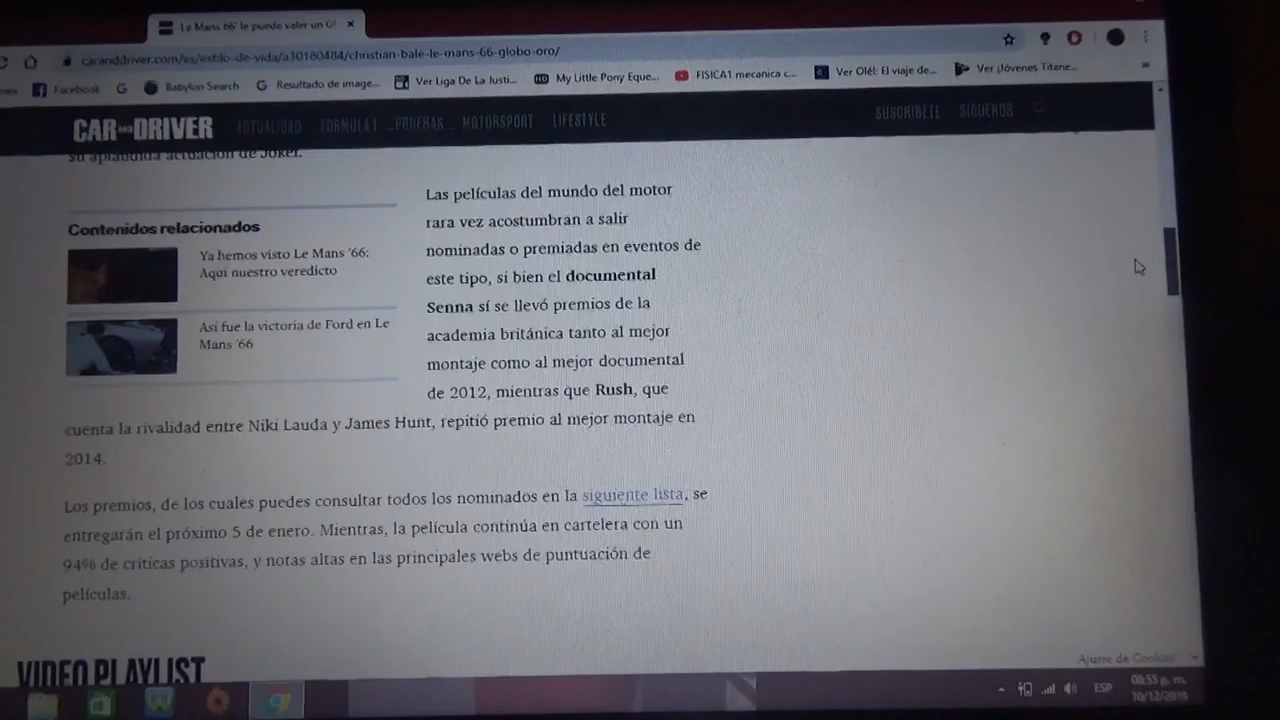 Le Mans 66' le puede valer un Gl
caranddriver.com/es/estilo-de-vida/a30180484/christian-bale-le-mans-66-globo-oro/
Facebook
Babylon Search
Resultado de image...
Ver Liga De La Justi...
My Little Pony Eque...
FISICA1 mecanica c...
Ver ¡Olé!: El viaje de...
Ver ¡Jóvenes Titane...
CAR AND DRIVER
ACTUALIDAD FÓRMULA 1 PRUEBAS MOTORSPORT LIFESTYLE
SUSCRÍBETE SÍGUENOS
su aplaudida actuación de Joker.
Contenidos relacionados
Ya hemos visto Le Mans '66:
Aquí nuestro veredicto
Así fue la victoria de Ford en Le
Mans '66
Las películas del mundo del motor
rara vez acostumbran a salir
nominadas o premiadas en eventos de
este tipo, si bien el documental
Senna sí se llevó premios de la
academia británica tanto al mejor
montaje como al mejor documental
de 2012, mientras que Rush, que
cuenta la rivalidad entre Niki Lauda y James Hunt, repitió premio al mejor montaje en
2014.
Los premios, de los cuales puedes consultar todos los nominados en la siguiente lista, se
entregarán el próximo 5 de enero. Mientras, la película continúa en cartelera con un
94% de críticas positivas, y notas altas en las principales webs de puntuación de
películas.
VIDEO PLAYLIST
Ajuste de Cookies
ESP
08:55 p. m.
10/12/2019